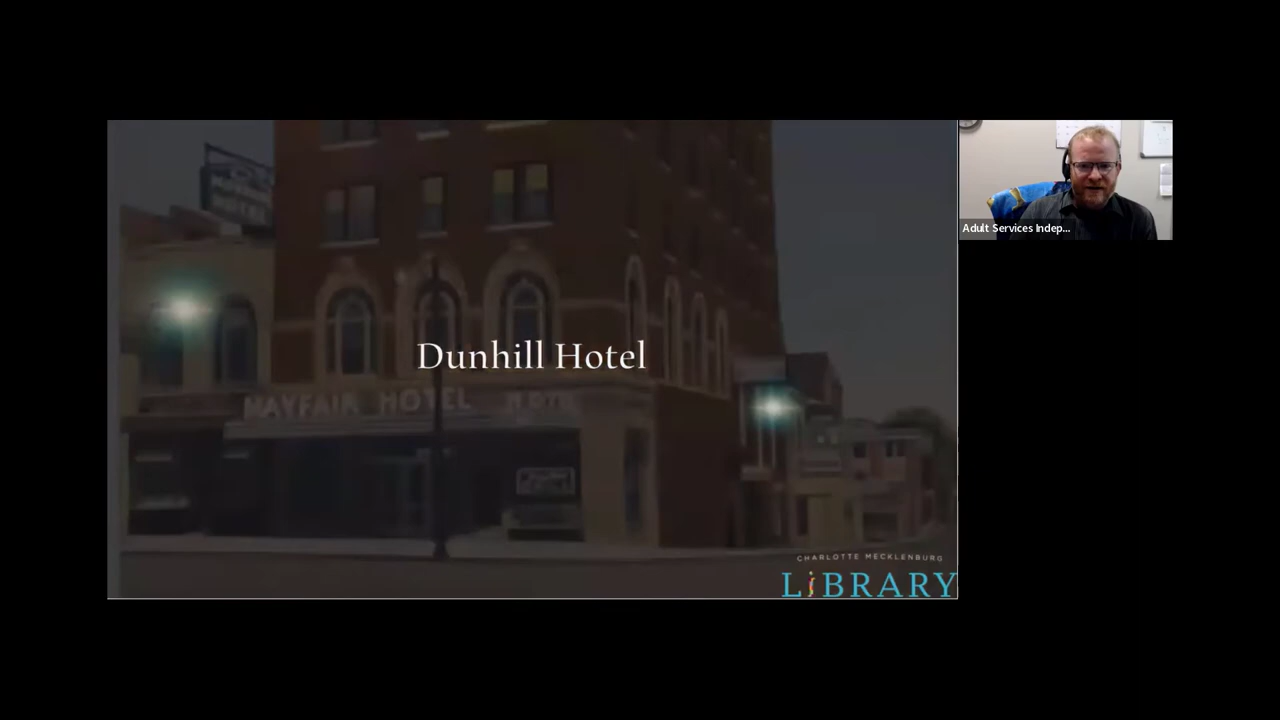 Dunhill Hotel
MAYFAIR HOTEL
CHARLOTTE MECKLENBURG
LiBRARY
Adult Services Indep...